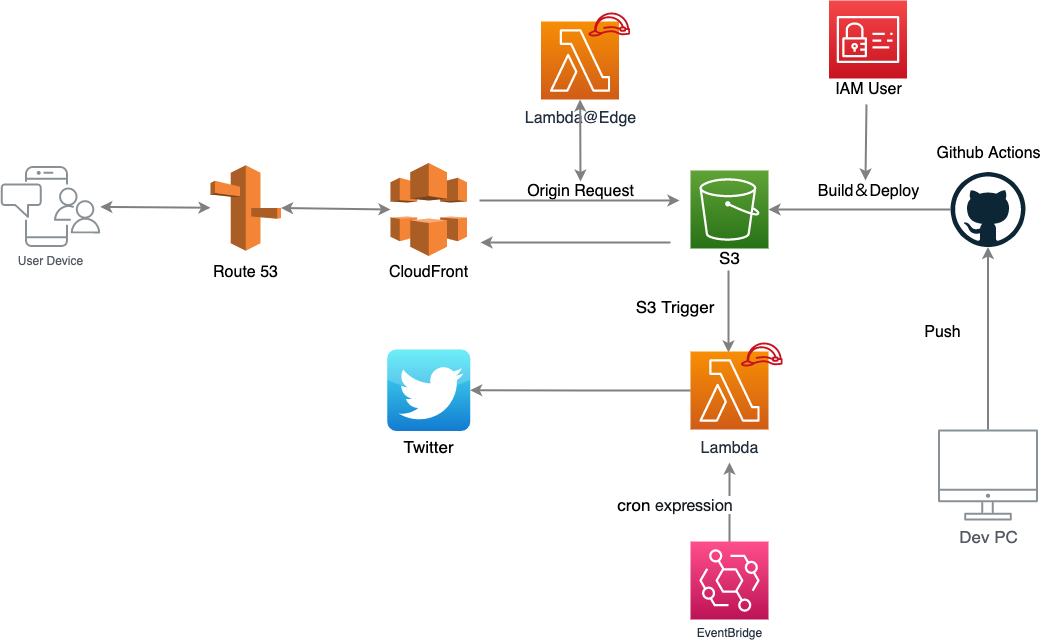 IAM User
Lambda@Edge
Github Actions
Origin Request
Build & Deploy
User Device
Route 53
CloudFront
S3
S3 Trigger
Push
Twitter
Lambda
cron expression
Dev PC
EventBridge